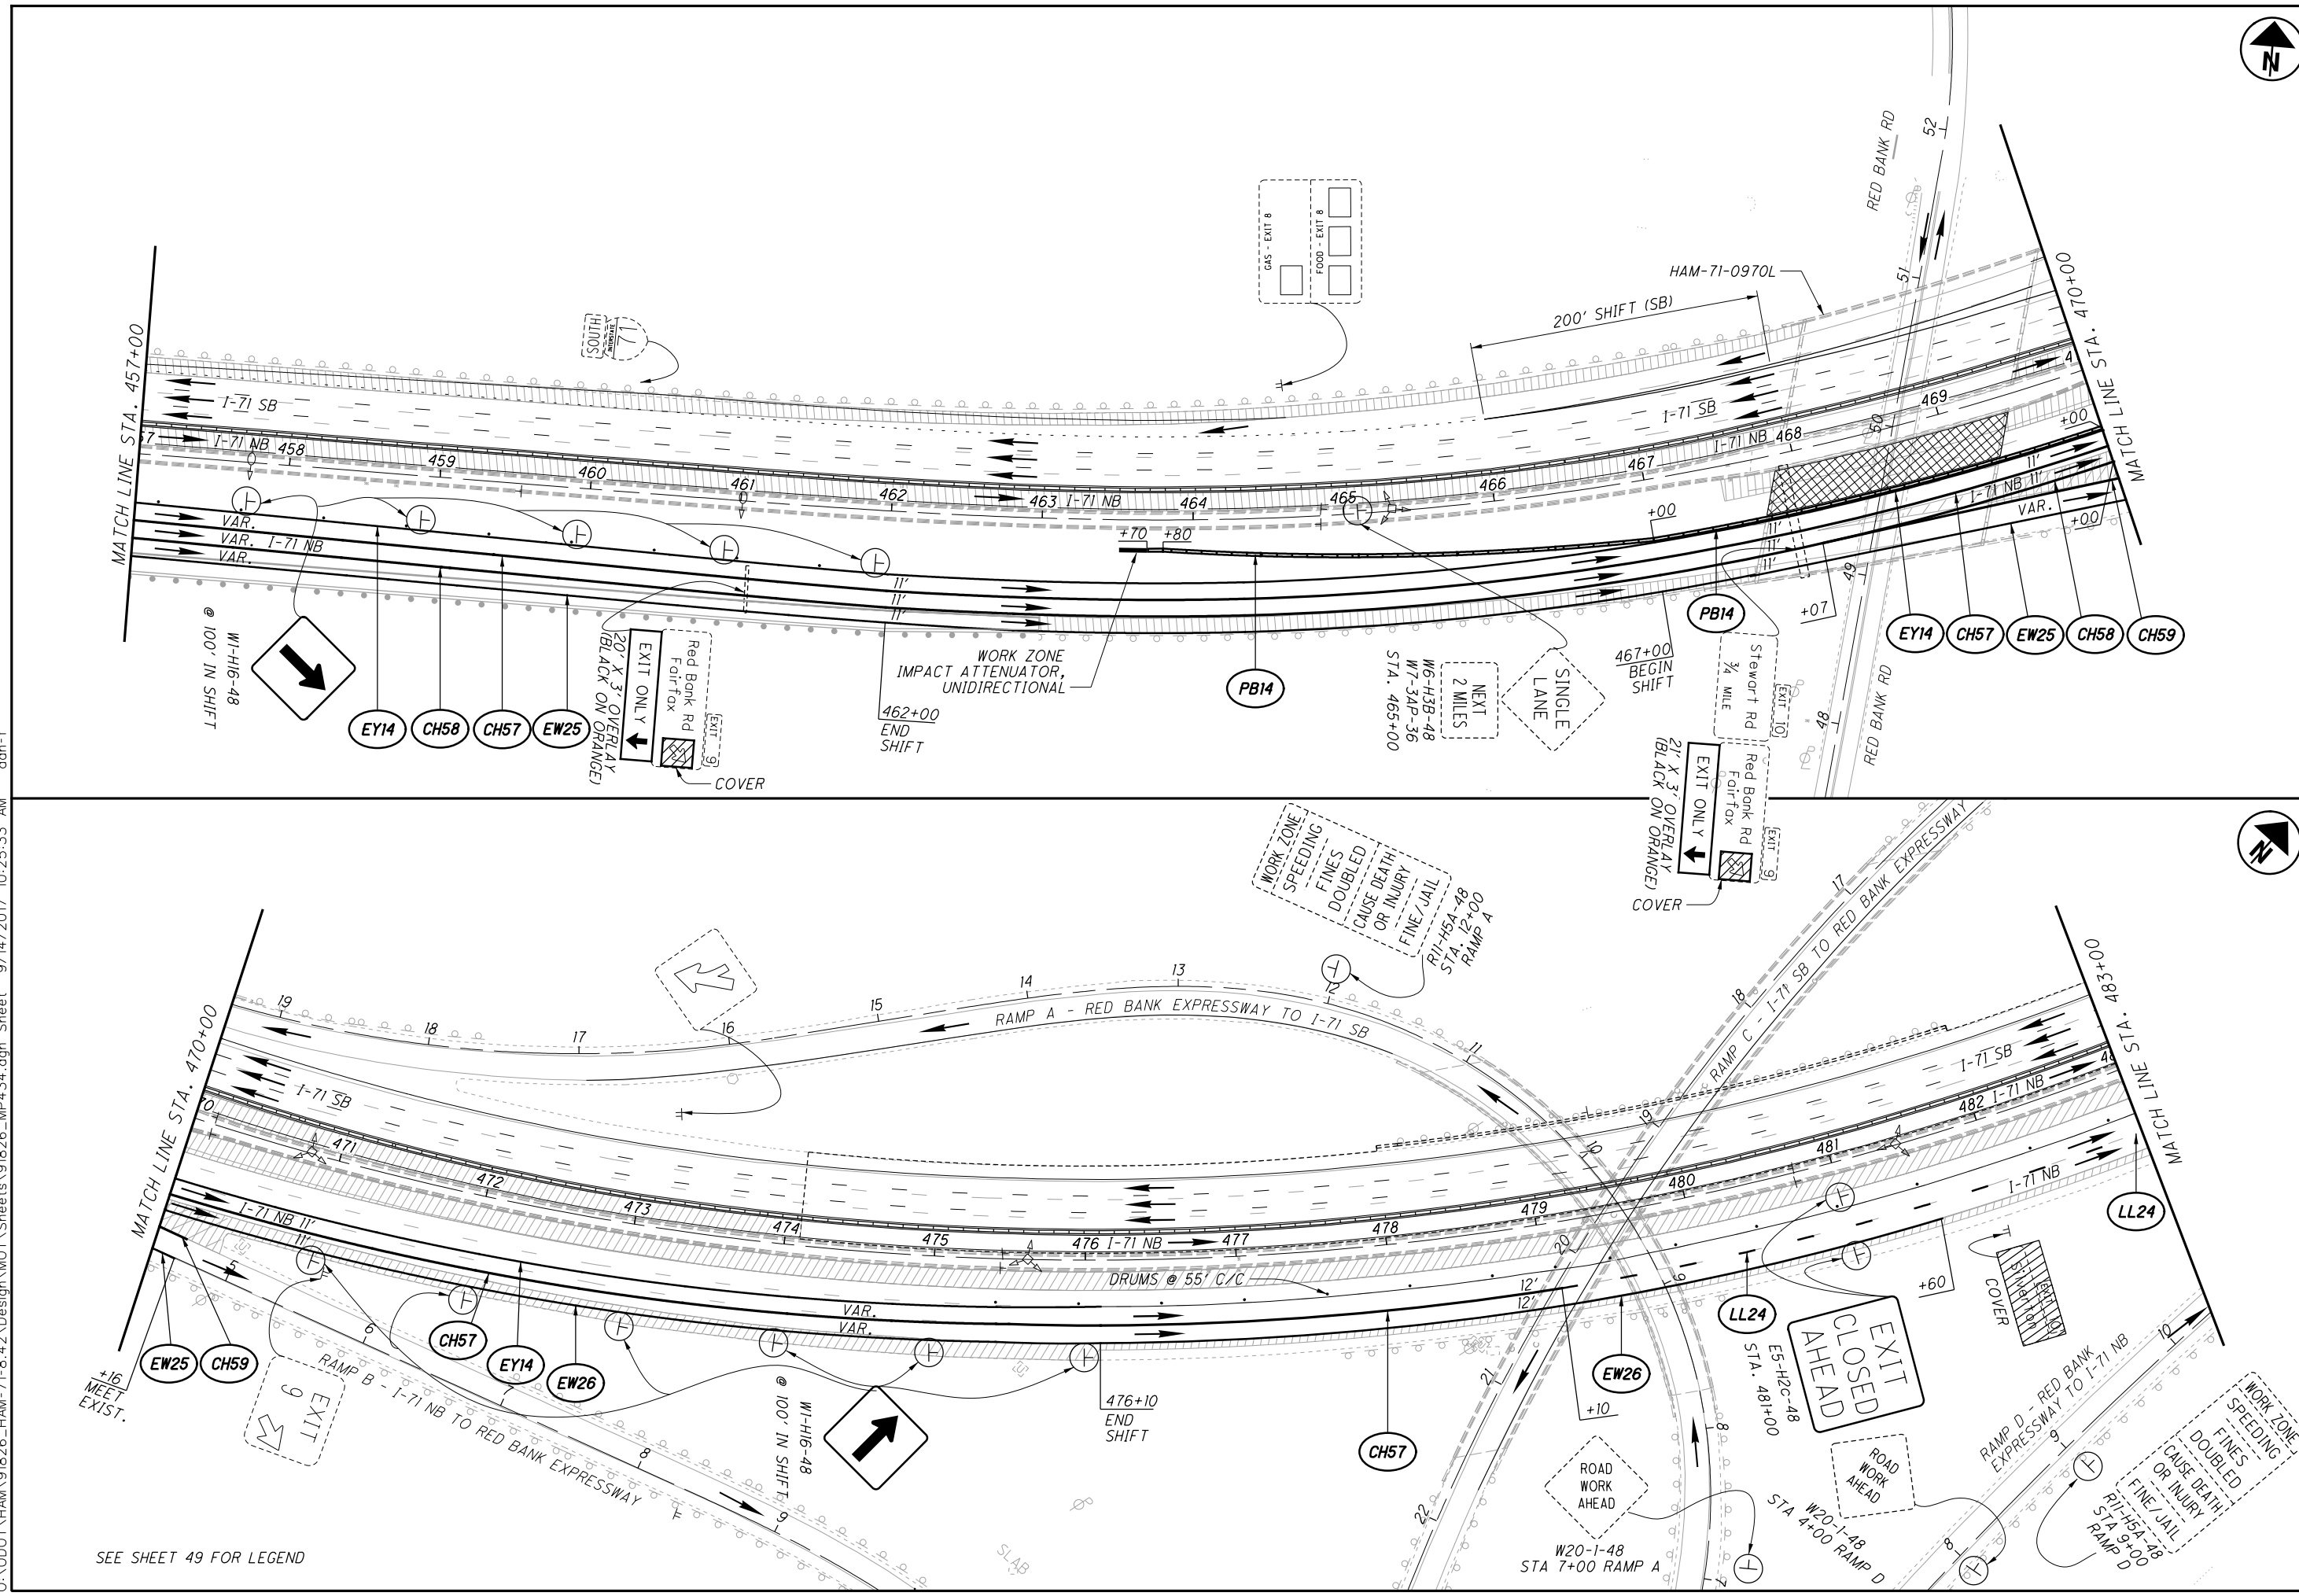 N
MATCH LINE STA. 457+00
MATCH LINE STA. 470+00
SOUTH
INTERSTATE
71
GAS - EXIT 8
FOOD - EXIT 8
HAM-71-0970L
200' SHIFT (SB)
RED BANK RD
52
51
50
49
48
RED BANK RD
I-71 SB
I-71 SB
57
I-71 NB
458
459
460
461
462
463
I-71 NB
464
465
466
467
I-71 NB
468
469
4
+00
+70
+80
+00
+07
+00
VAR.
VAR.
I-71 NB
VAR.
11'
11'
11'
11'
11'
11'
11'
I-71 NB
11'
VAR.
W1-H16-48
@ 100' IN SHIFT
EY14
CH58
CH57
EW25
EXIT 9
Red Bank Rd
Fairfax
EXIT ONLY
20' X 3' OVERLAY
(BLACK ON ORANGE)
COVER
462+00
END
SHIFT
WORK ZONE
IMPACT ATTENUATOR,
UNIDIRECTIONAL
PB14
W6-H3B-48
W7-3AP-36
STA. 465+00
NEXT
2 MILES
SINGLE
LANE
467+00
BEGIN
SHIFT
PB14
EXIT 10
Stewart Rd
3/4 MILE
EXIT 9
Red Bank Rd
Fairfax
EXIT ONLY
21' X 3' OVERLAY
(BLACK ON ORANGE)
COVER
EY14
CH57
EW25
CH58
CH59
N
MATCH LINE STA. 470+00
MATCH LINE STA. 483+00
19
18
17
16
15
14
13
12
11
10
9
8
7
RAMP A - RED BANK EXPRESSWAY TO I-71 SB
WORK ZONE
SPEEDING
FINES
DOUBLED
CAUSE DEATH
OR INJURY
FINE/JAIL
R11-H5A-48
STA. 12+00
RAMP A
RAMP C - I-71 SB TO RED BANK EXPRESSWAY
17
18
19
20
21
22
I-71 SB
I-71 SB
70
471
472
473
474
475
476
I-71 NB
477
478
479
480
481
482
I-71 NB
48
I-71 NB
11'
11'
VAR.
VAR.
DRUMS @ 55' C/C
12'
12'
I-71 NB
5
6
8
9
RAMP B - I-71 NB TO RED BANK EXPRESSWAY
+16
MEET
EXIST.
EW25
CH59
EXIT
9
CH57
EY14
EW26
W1-H16-48
@ 100' IN SHIFT
476+10
END
SHIFT
CH57
+10
EW26
LL24
EXIT
CLOSED
AHEAD
E5-H2c-48
STA. 481+00
+60
COVER
LL24
ROAD
WORK
AHEAD
W20-1-48
STA 7+00 RAMP A
ROAD
WORK
AHEAD
W20-1-48
STA 4+00 RAMP D
RAMP D - RED BANK
EXPRESSWAY TO I-71 NB
8
9
10
WORK ZONE
SPEEDING
FINES
DOUBLED
CAUSE DEATH
OR INJURY
FINE/JAIL
R11-H5A-48
STA 9+00
RAMP D
SLAB
SEE SHEET 49 FOR LEGEND